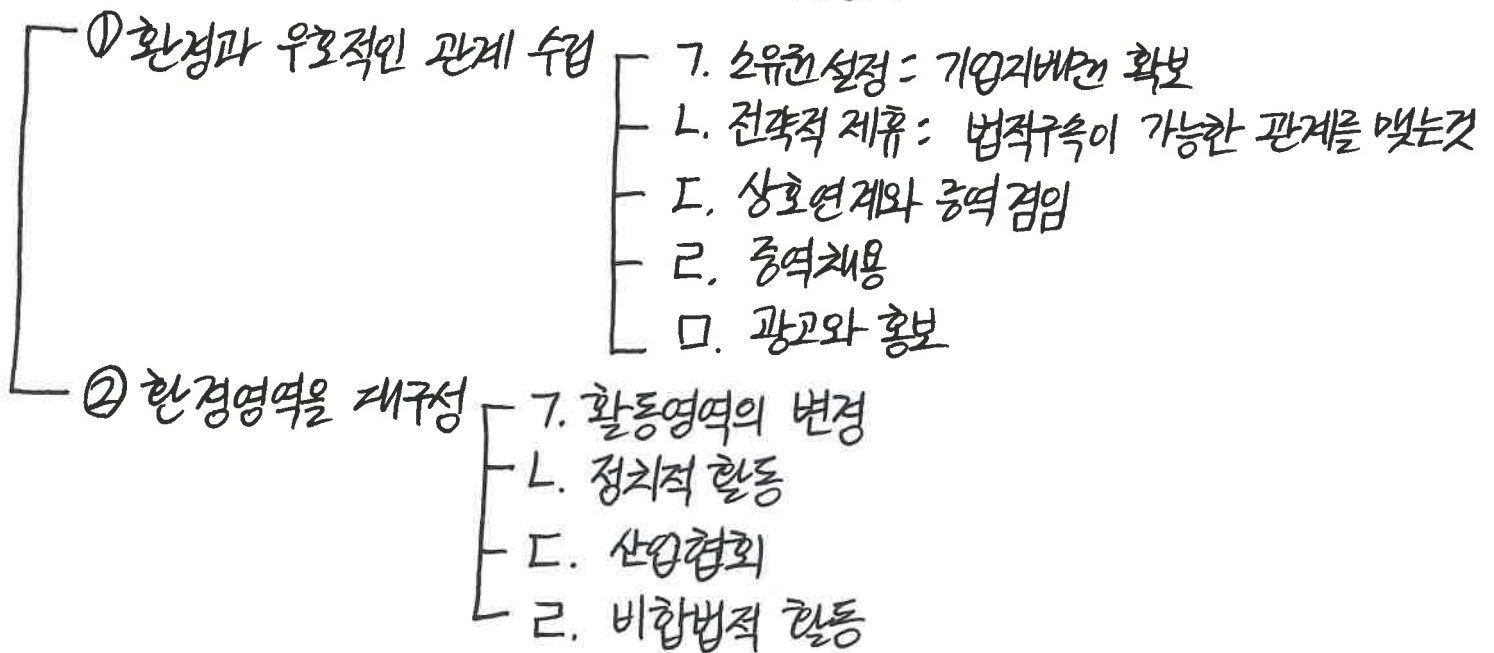 ① 환경과 우호적인 관계 수립
ㄱ. 소유권 설정 : 기업지배권 확보
ㄴ. 전략적 제휴 : 법적구속이 가능한 관계를 맺는것
ㄷ. 상호연계와 중역겸임
ㄹ. 중역채용
ㅁ. 광고와 홍보
② 환경영역을 재구성
ㄱ. 활동영역의 변경
ㄴ. 정치적 활동
ㄷ. 산업협회
ㄹ. 비합법적 활동